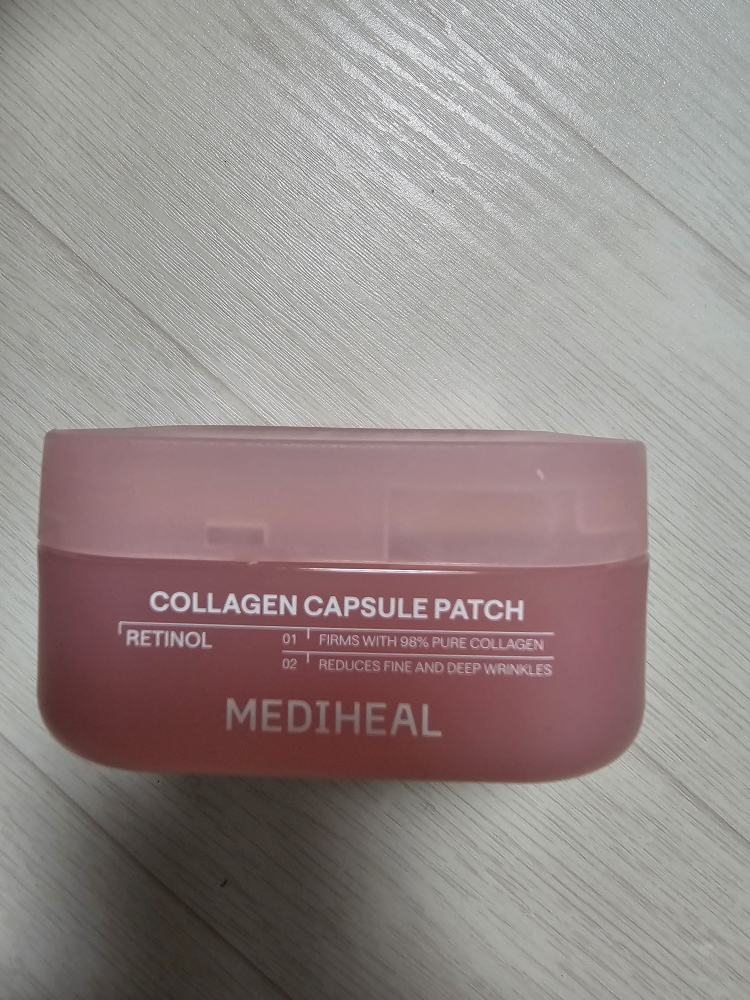 COLLAGEN CAPSULE PATCH
RETINOL
01 FIRMS WITH 98% PURE COLLAGEN
02 REDUCES FINE AND DEEP WRINKLES
MEDIHEAL